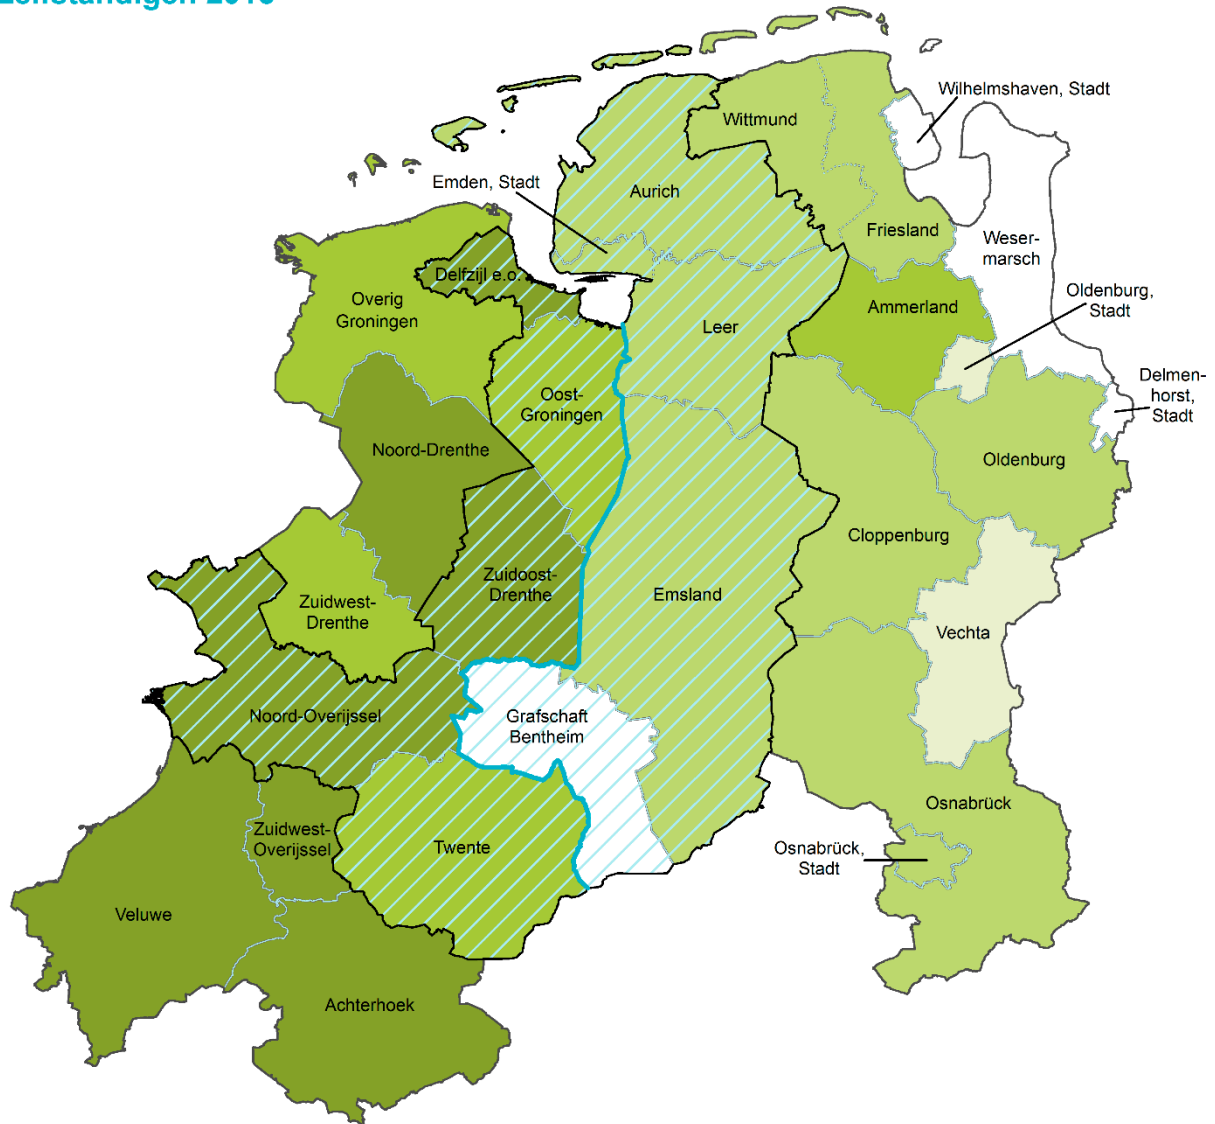 Wilhelmshaven, Stadt
Wittmund
Emden, Stadt
Aurich
Friesland
Weser-
marsch
Delfzijl e.o.
Oldenburg,
Stadt
Overig
Groningen
Ammerland
Leer
Delmen-
horst,
Stadt
Oost-
Groningen
Noord-Drenthe
Oldenburg
Cloppenburg
Zuidoost-
Drenthe
Emsland
Zuidwest-
Drenthe
Vechta
Noord-Overijssel
Grafschaft
Bentheim
Osnabrück
Zuidwest-
Overijssel
Twente
Osnabrück,
Stadt
Veluwe
Achterhoek